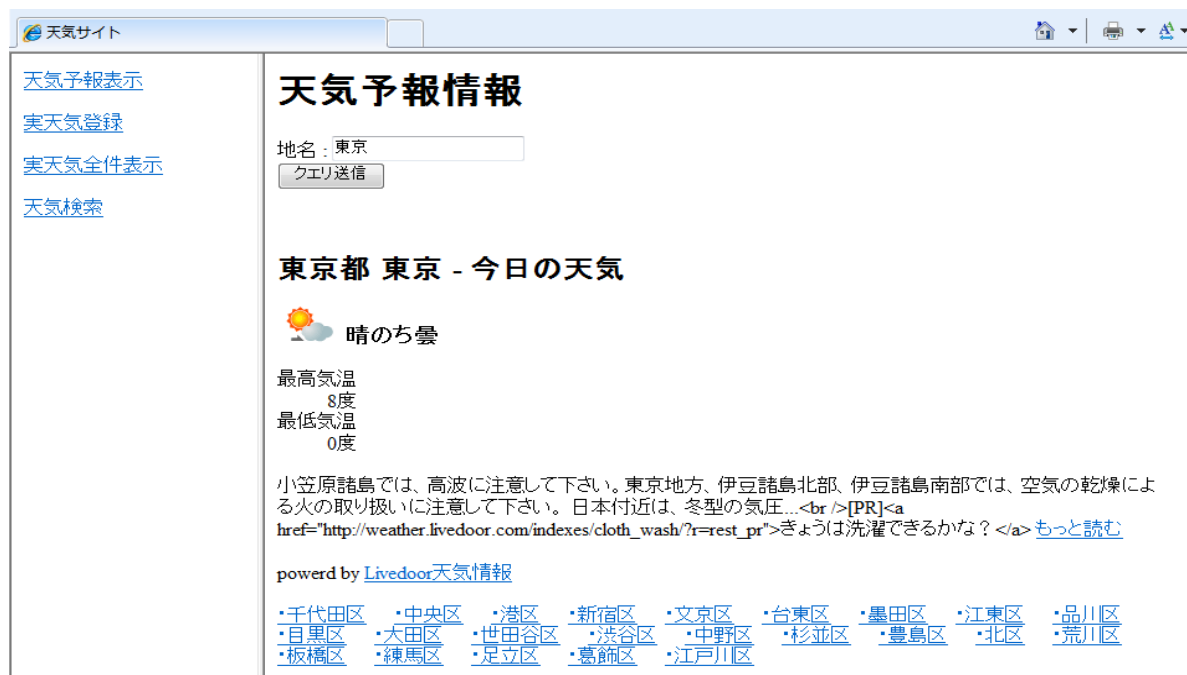 天気サイト
天気予報表示
実天気登録
実天気全件表示
天気検索
天気予報情報
地名 : 東京
クエリ送信
東京都 東京 - 今日の天気
晴のち曇
最高気温
8度
最低気温
0度
小笠原諸島では、高波に注意して下さい。東京地方、伊豆諸島北部、伊豆諸島南部では、空気の乾燥によ
る火の取り扱いに注意して下さい。日本付近は、冬型の気圧...<br />[PR]<a
href="http://weather.livedoor.com/indexes/cloth_wash/?r=rest_pr">きょうは洗濯できるかな？</a> もっと読む
powerd by Livedoor天気情報
・千代田区 ・中央区 ・港区 ・新宿区 ・文京区 ・台東区 ・墨田区 ・江東区 ・品川区
・目黒区 ・大田区 ・世田谷区 ・渋谷区 ・中野区 ・杉並区 ・豊島区 ・北区 ・荒川区
・板橋区 ・練馬区 ・足立区 ・葛飾区 ・江戸川区